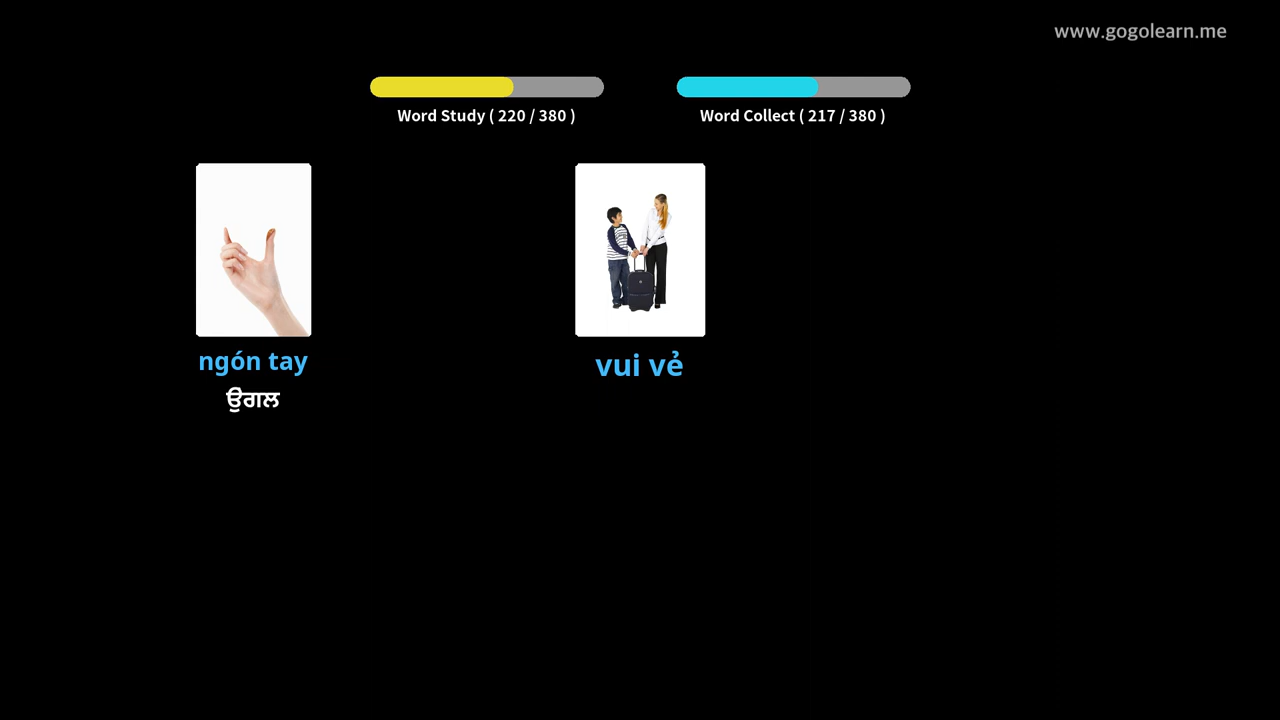 www.gogolearn.me
Word Study ( 220 / 380 )
Word Collect ( 217 / 380 )
ngón tay
ਉਂਗਲ
vui vẻ